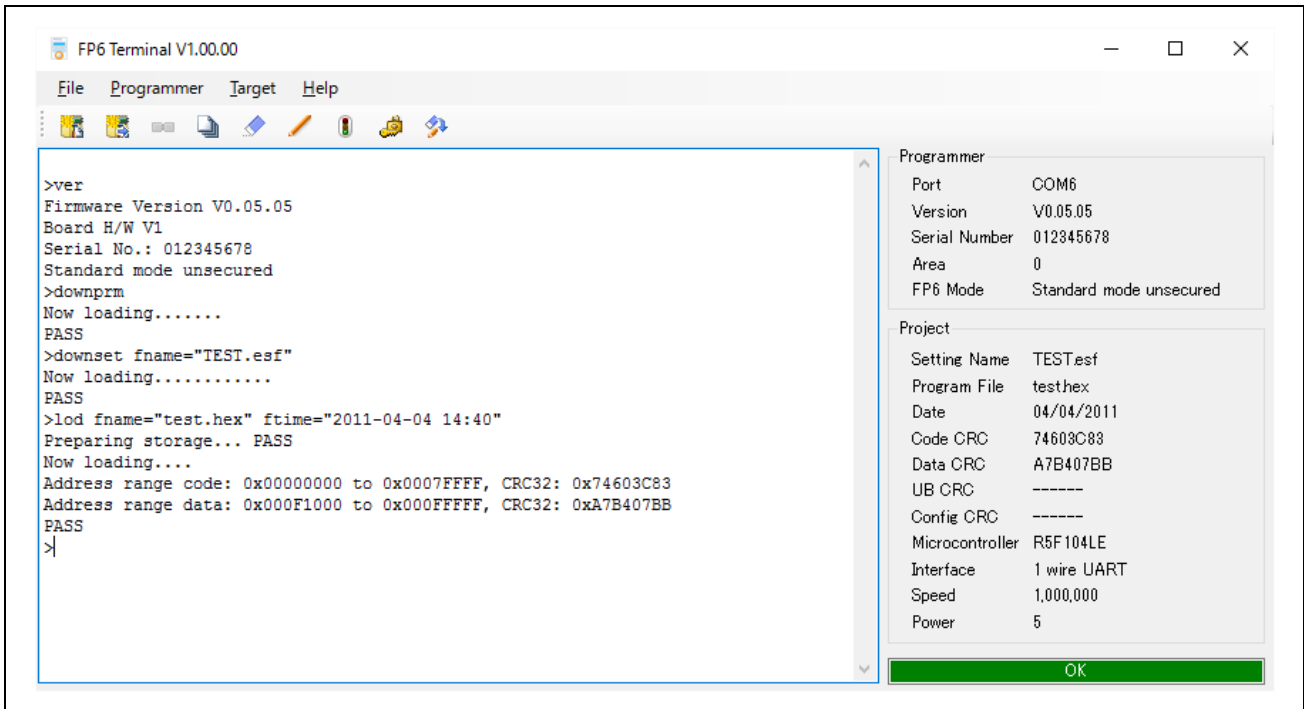 FP6 Terminal V1.00.00
File Programmer Target Help
>ver
Firmware Version V0.05.05
Board H/W V1
Serial No.: 012345678
Standard mode unsecured
>downprm
Now loading.......
PASS
>downset fname="TEST.esf"
Now loading............
PASS
>lod fname="test.hex" ftime="2011-04-04 14:40"
Preparing storage... PASS
Now loading....
Address range code: 0x00000000 to 0x0007FFFF, CRC32: 0x74603C83
Address range data: 0x000F1000 to 0x000FFFFF, CRC32: 0xA7B407BB
PASS
>
Programmer
Port COM6
Version V0.05.05
Serial Number 012345678
Area 0
FP6 Mode Standard mode unsecured
Project
Setting Name TEST.esf
Program File test.hex
Date 04/04/2011
Code CRC 74603C83
Data CRC A7B407BB
UB CRC ------
Config CRC ------
Microcontroller R5F104LE
Interface 1 wire UART
Speed 1,000,000
Power 5
OK